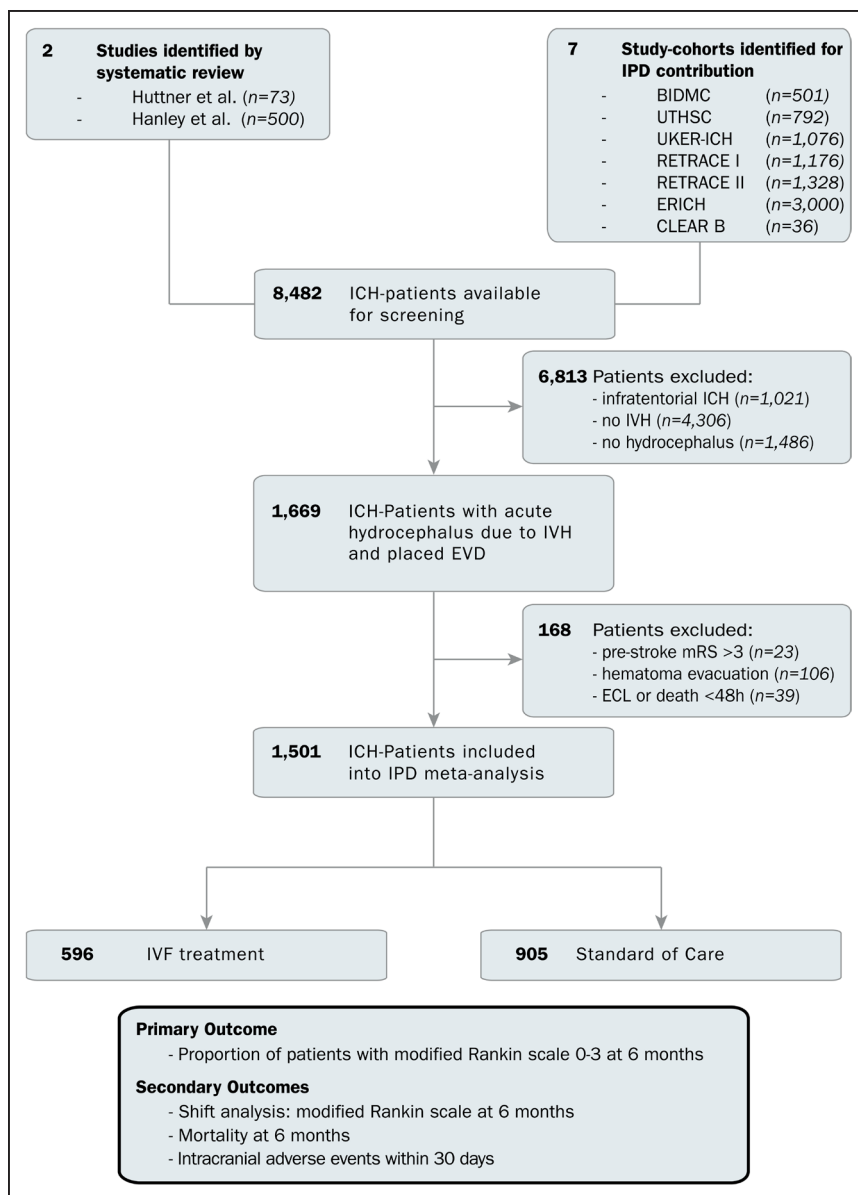 2 Studies identified by
systematic review
- Huttner et al. (n=73)
- Hanley et al. (n=500)
7 Study-cohorts identified for
IPD contribution
- BIDMC (n=501)
- UTHSC (n=792)
- UKER-ICH (n=1,076)
- RETRACE I (n=1,176)
- RETRACE II (n=1,328)
- ERICH (n=3,000)
- CLEAR B (n=36)
8,482 ICH-patients available
for screening
6,813 Patients excluded:
- infratentorial ICH (n=1,021)
- no IVH (n=4,306)
- no hydrocephalus (n=1,486)
1,669 ICH-Patients with acute
hydrocephalus due to IVH
and placed EVD
168 Patients excluded:
- pre-stroke mRS >3 (n=23)
- hematoma evacuation (n=106)
- ECL or death <48h (n=39)
1,501 ICH-Patients included
into IPD meta-analysis
596 IVF treatment
905 Standard of Care
Primary Outcome
- Proportion of patients with modified Rankin scale 0-3 at 6 months
Secondary Outcomes
- Shift analysis: modified Rankin scale at 6 months
- Mortality at 6 months
- Intracranial adverse events within 30 days